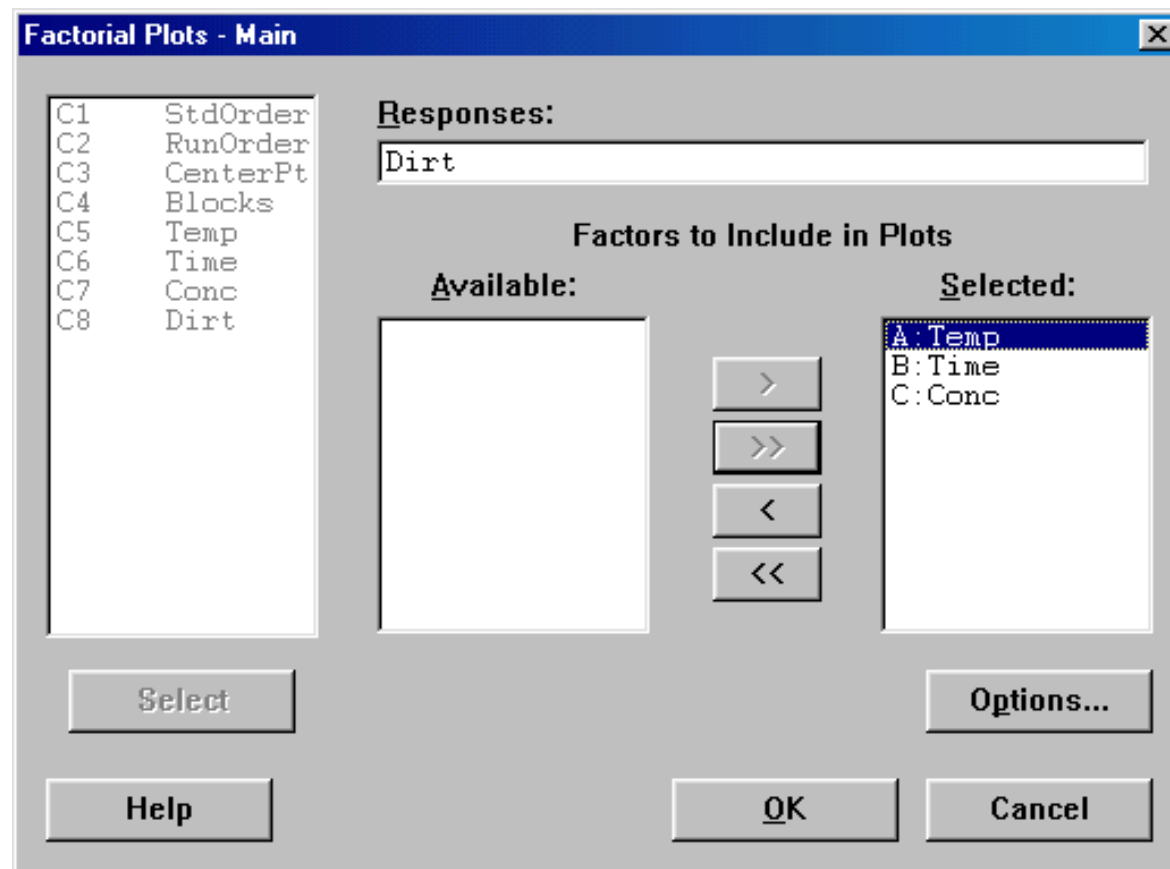 Factorial Plots - Main
C1 StdOrder
C2 RunOrder
C3 CenterPt
C4 Blocks
C5 Temp
C6 Time
C7 Conc
C8 Dirt
Responses:
Dirt
Factors to Include in Plots
Available:
Selected:
A:Temp
B:Time
C:Conc
>
>>
<
<<
Select
Options...
Help
OK
Cancel